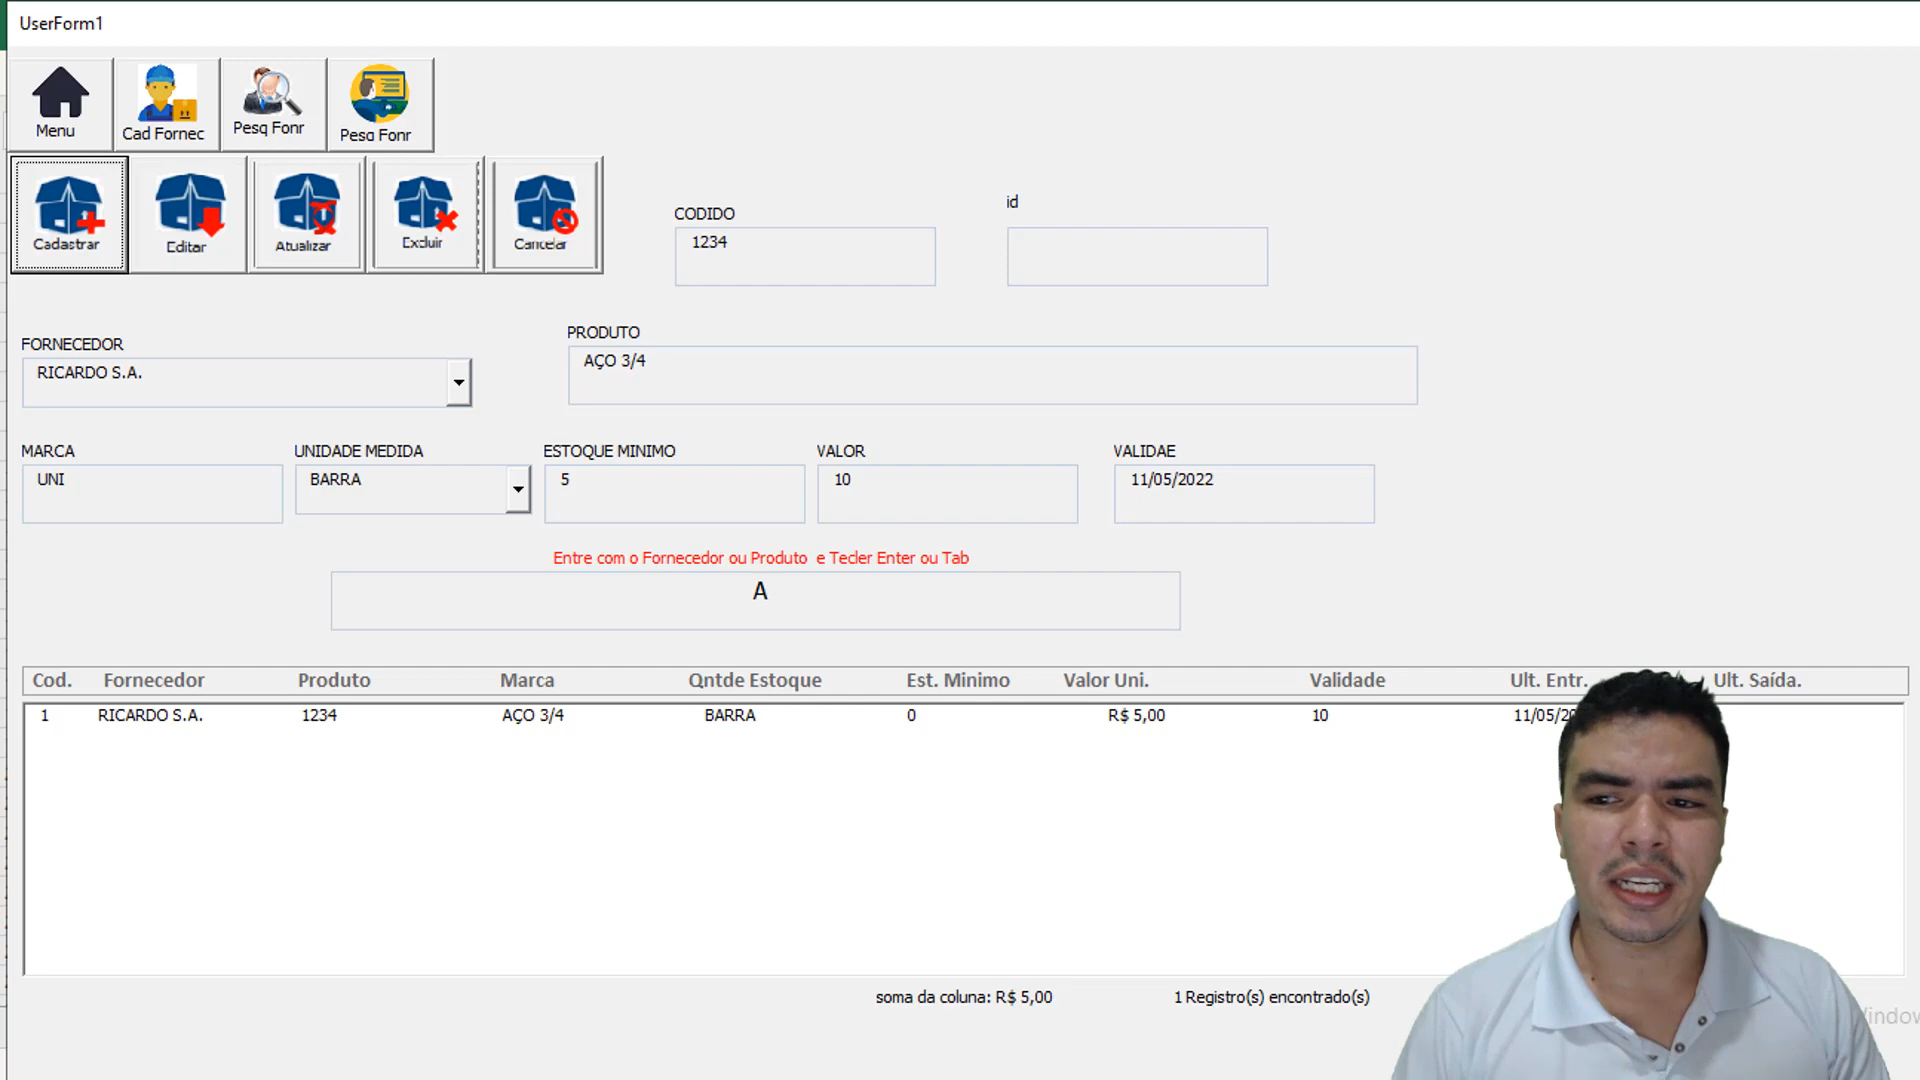 UserForm1
Menu
Cad Fornec
Pesq Fonr
Pesq Fonr
Cadastrar
Editar
Atualizar
Excluir
Cancelar
CODIDO
id
1234
FORNECEDOR
PRODUTO
RICARDO S.A.
AÇO 3/4
MARCA UNIDADE MEDIDA ESTOQUE MINIMO VALOR VALIDAE
UNI BARRA 5 10 11/05/2022
Entre com o Fornecedor ou Produto e Tecler Enter ou Tab
A
Cod. Fornecedor Produto Marca Qntde Estoque Est. Minimo Valor Uni. Validade Ult. Entr. Ult. Saída.
1 RICARDO S.A. 1234 AÇO 3/4 BARRA 0 R$ 5,00 10 11/05/20
soma da coluna: R$ 5,00 1 Registro(s) encontrado(s)